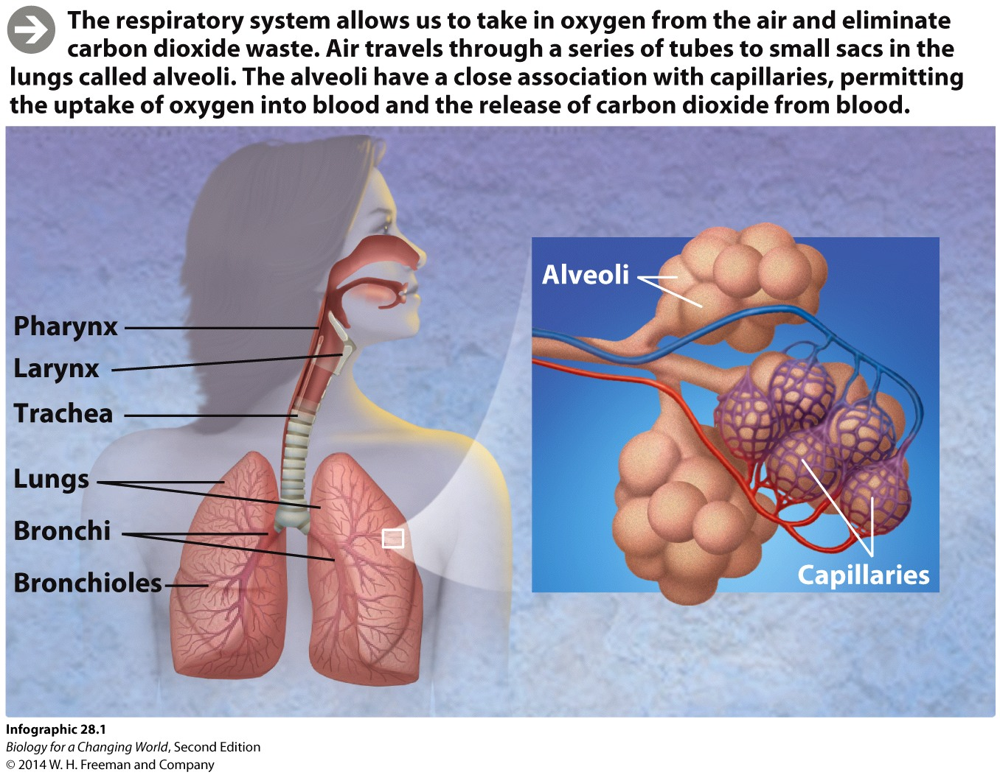 The respiratory system allows us to take in oxygen from the air and eliminate
carbon dioxide waste. Air travels through a series of tubes to small sacs in the
lungs called alveoli. The alveoli have a close association with capillaries, permitting
the uptake of oxygen into blood and the release of carbon dioxide from blood.
Pharynx
Larynx
Trachea
Lungs
Bronchi
Bronchioles
Alveoli
Capillaries
Infographic 28.1
Biology for a Changing World, Second Edition
© 2014 W. H. Freeman and Company